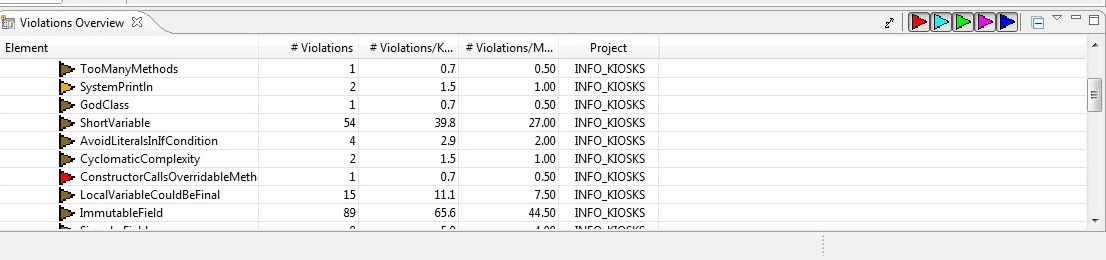 Violations Overview
Element # Violations # Violations/K... # Violations/M... Project
TooManyMethods 1 0.7 0.50 INFO_KIOSKS
SystemPrintln 2 1.5 1.00 INFO_KIOSKS
GodClass 1 0.7 0.50 INFO_KIOSKS
ShortVariable 54 39.8 27.00 INFO_KIOSKS
AvoidLiteralsInIfCondition 4 2.9 2.00 INFO_KIOSKS
CyclomaticComplexity 2 1.5 1.00 INFO_KIOSKS
ConstructorCallsOverridableMeth 1 0.7 0.50 INFO_KIOSKS
LocalVariableCouldBeFinal 15 11.1 7.50 INFO_KIOSKS
ImmutableField 89 65.6 44.50 INFO_KIOSKS